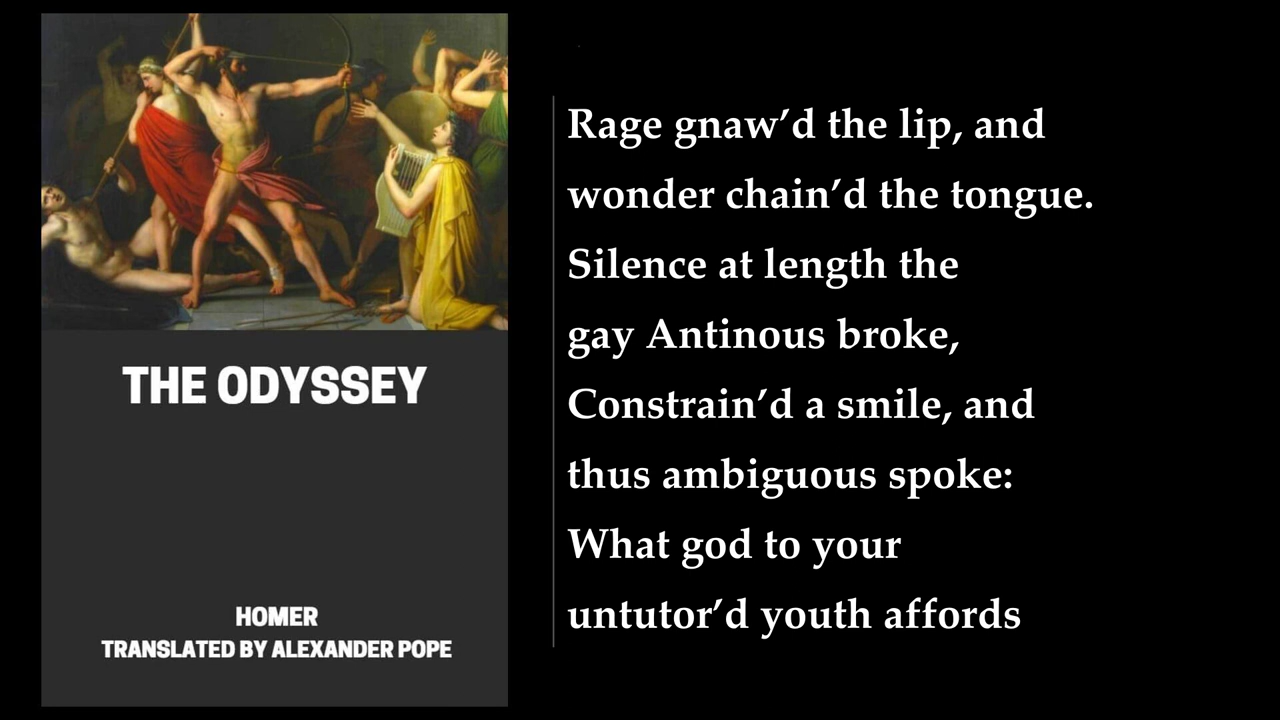 THE ODYSSEY
HOMER
TRANSLATED BY ALEXANDER POPE
Rage gnaw’d the lip, and
wonder chain’d the tongue.
Silence at length the
gay Antinous broke,
Constrain’d a smile, and
thus ambiguous spoke:
What god to your
untutor’d youth affords